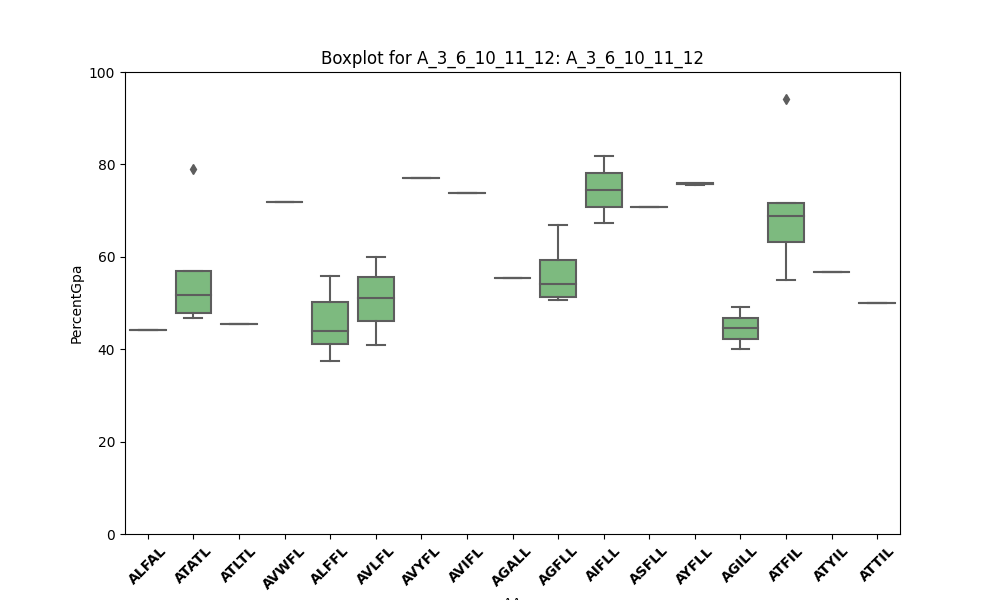 Boxplot for A_3_6_10_11_12: A_3_6_10_11_12
100
80
60
40
20
0
PercentGpa
ALFAL
ATATL
ATLTL
AVWFL
ALFFL
AVLFL
AVYFL
AVIFL
AGALL
AGFLL
AIFLL
ASFLL
AYFLL
AGILL
ATFIL
ATYIL
ATTIL